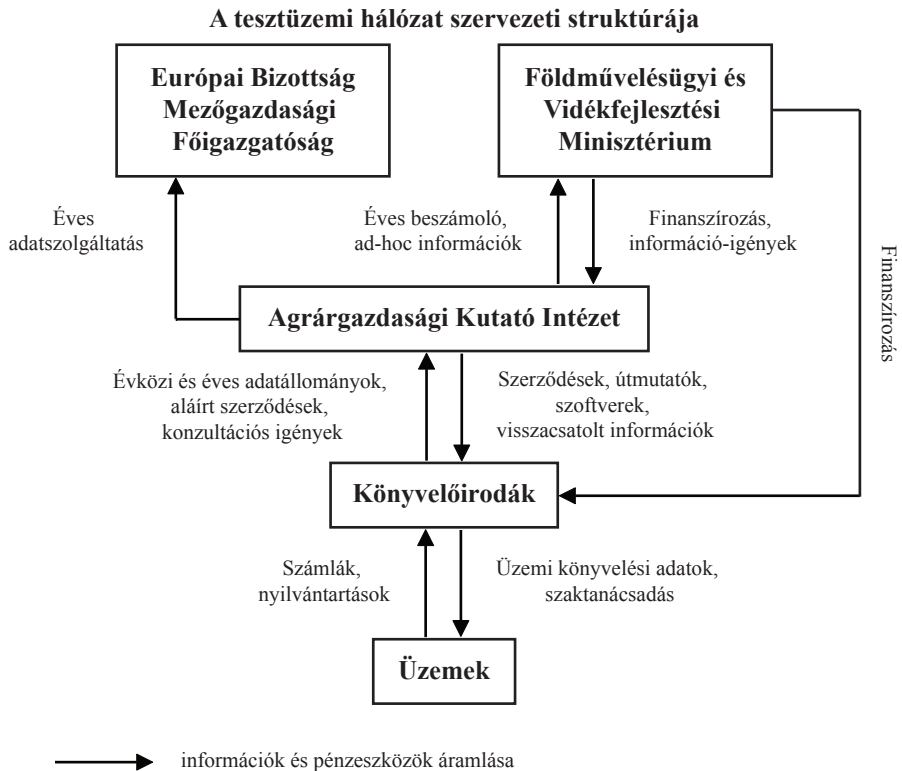 A tesztüzemi hálózat szervezeti struktúrája
Európai Bizottság
Mezőgazdasági
Főigazgatóság
Földművelésügyi és
Vidékfejlesztési
Minisztérium
Éves
adatszolgáltatás
Éves beszámoló,
ad-hoc információk
Finanszírozás,
információ-igények
Finanszírozás
Agrárgazdasági Kutató Intézet
Évközi és éves adatállományok,
aláírt szerződések,
konzultációs igények
Szerződések, útmutatók,
szoftverek,
visszacsatolt információk
Könyvelőirodák
Számlák,
nyilvántartások
Üzemi könyvelési adatok,
szaktanácsadás
Üzemek
információk és pénzeszközök áramlása